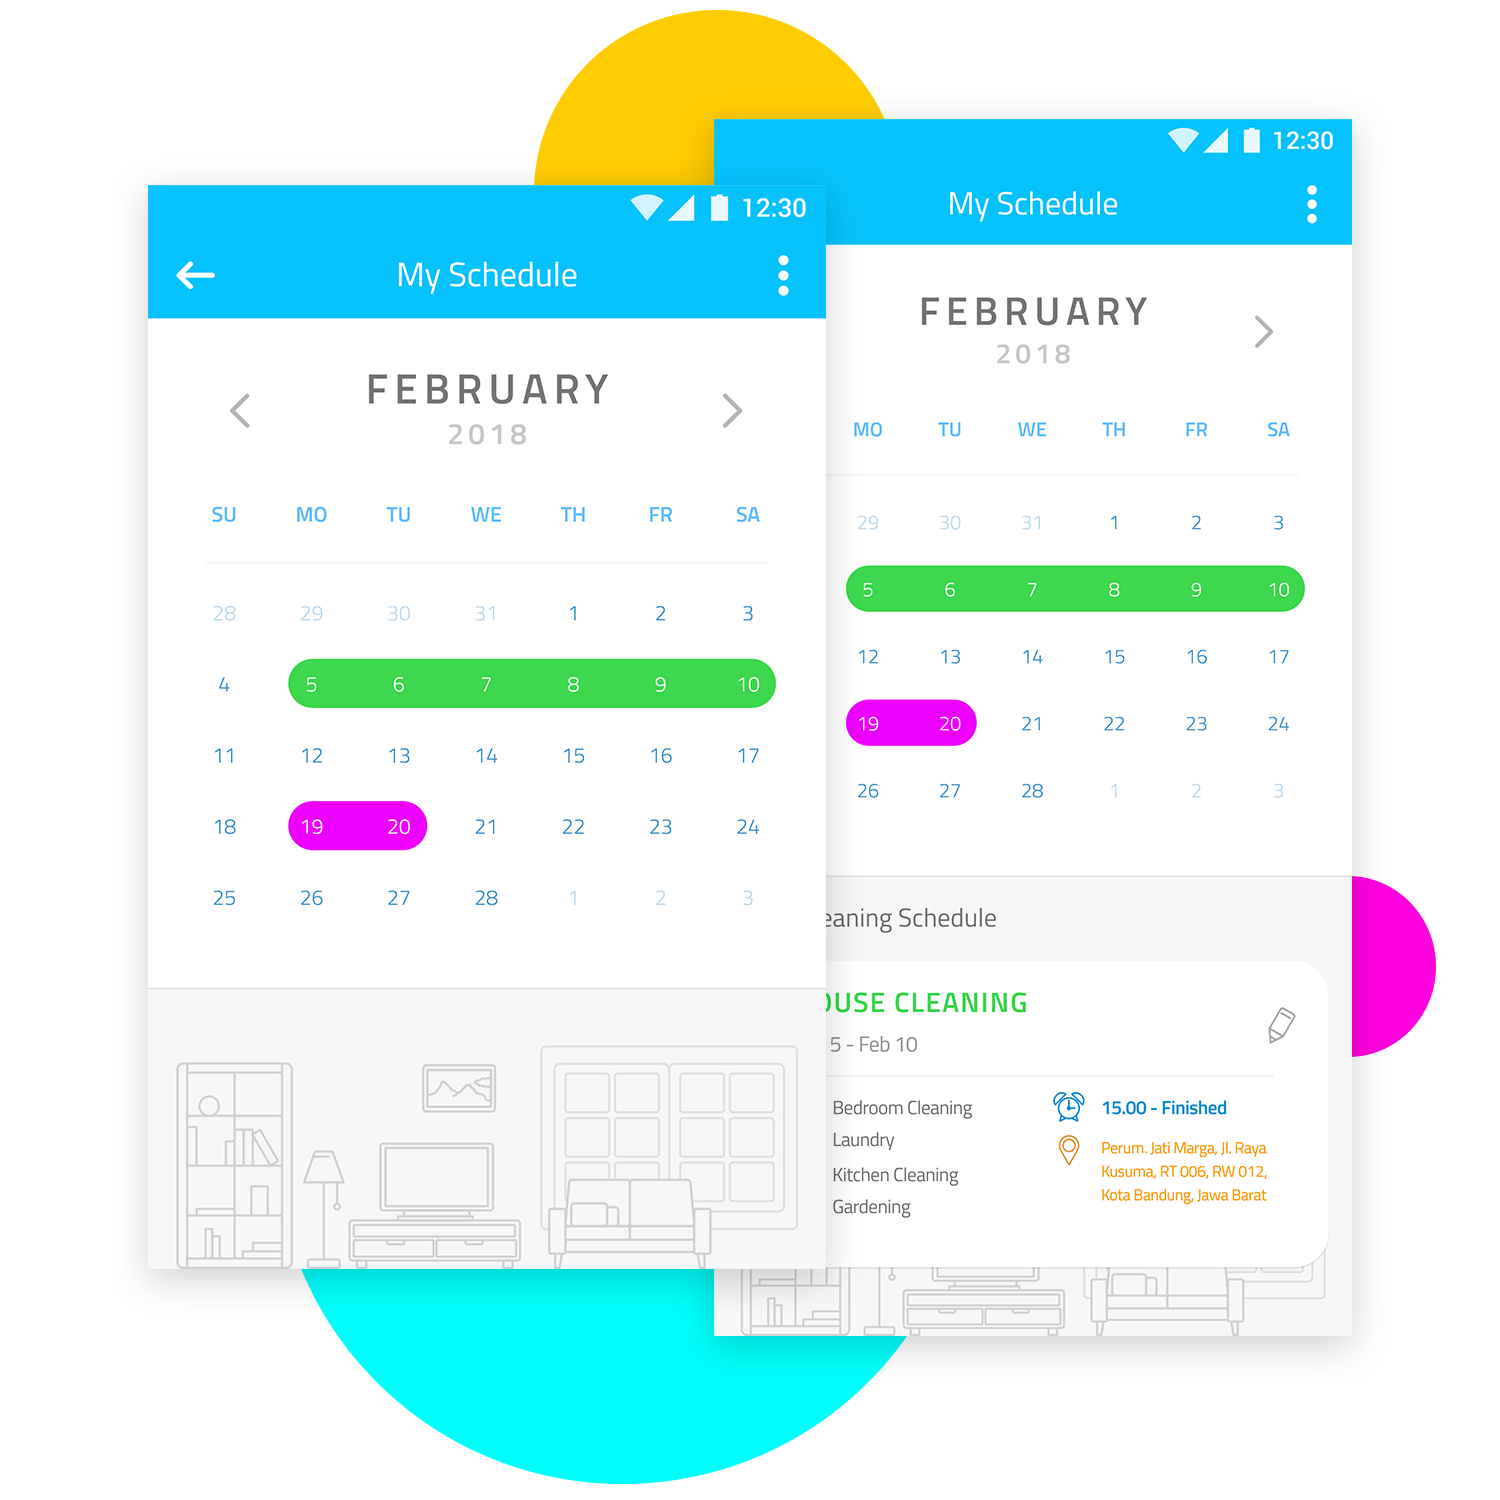 12:30
My Schedule
FEBRUARY
2018
SU MO TU WE TH FR SA
28 29 30 31 1 2 3
4 5 6 7 8 9 10
11 12 13 14 15 16 17
18 19 20 21 22 23 24
25 26 27 28 1 2 3
12:30
My Schedule
FEBRUARY
2018
MO TU WE TH FR SA
29 30 31 1 2 3
5 6 7 8 9 10
12 13 14 15 16 17
19 20 21 22 23 24
26 27 28 1 2 3
eaning Schedule
OUSE CLEANING
5 - Feb 10
Bedroom Cleaning
Laundry
Kitchen Cleaning
Gardening
15.00 - Finished
Perum. Jati Marga, Jl. Raya
Kusuma, RT 006, RW 012,
Kota Bandung, Jawa Barat